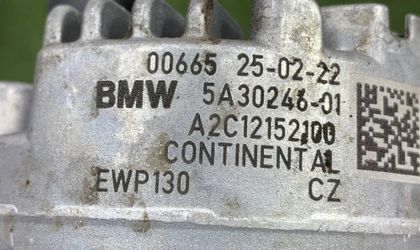 00665 25-02-22
BMW 5A30246-01
A2C12152100
CONTINENTAL
EWP130 CZ